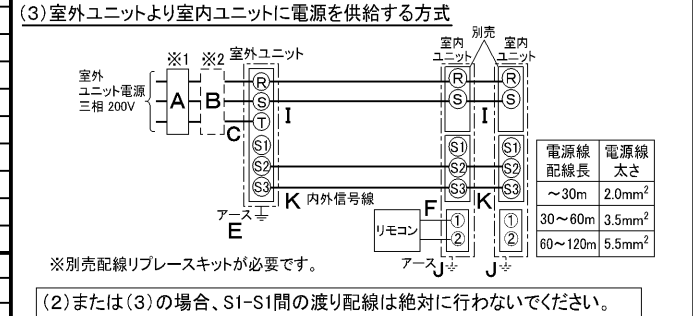 (3)室外ユニットより室内ユニットに電源を供給する方式
※1 ※2 室外ユニット
室内ユニット 別売 室内ユニット
室外
ユニット電源
三相 200V
A B C
R S T S1 S2 S3
I
R S S1 S2 S3 ① ②
I
R S S1 S2 S3 ① ②
K 内外信号線
K
アース
E
リモコン
F
アース J
J
電源線配線長 電源線太さ
～30m 2.0mm²
30～60m 3.5mm²
60～120m 5.5mm²
※別売配線リプレースキットが必要です。
(2)または(3)の場合、S1-S1間の渡り配線は絶対に行わないでください。